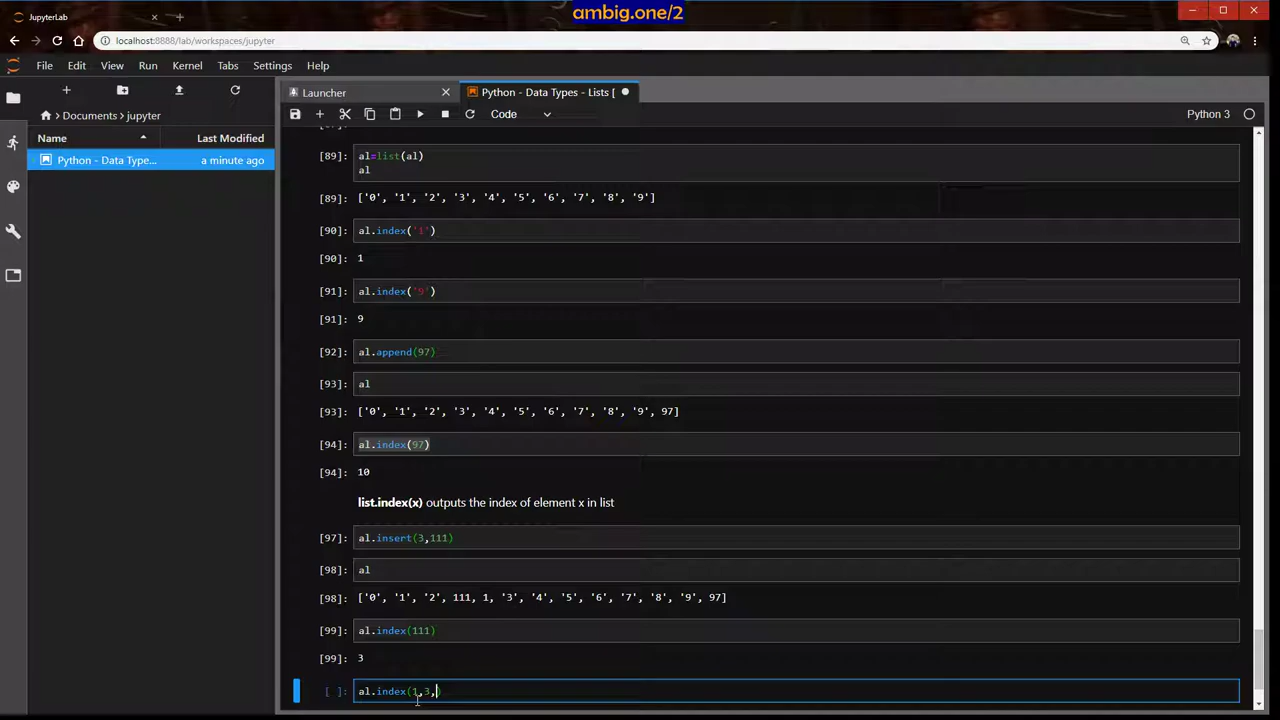 ambig.one/2
JupyterLab
localhost:8888/lab/workspaces/jupyter
File Edit View Run Kernel Tabs Settings Help
Launcher
Python - Data Types - Lists [
Documents jupyter
Code
Python 3
Name Last Modified
Python - Data Type... a minute ago
[89]: al=list(al)
al
[89]: ['0', '1', '2', '3', '4', '5', '6', '7', '8', '9']
[90]: al.index('1')
[90]: 1
[91]: al.index('9')
[91]: 9
[92]: al.append(97)
[93]: al
[93]: ['0', '1', '2', '3', '4', '5', '6', '7', '8', '9', 97]
[94]: al.index(97)
[94]: 10
list.index(x) outputs the index of element x in list
[97]: al.insert(3,111)
[98]: al
[98]: ['0', '1', '2', 111, 1, '3', '4', '5', '6', '7', '8', '9', 97]
[99]: al.index(111)
[99]: 3
[ ]: al.index(1,3,)